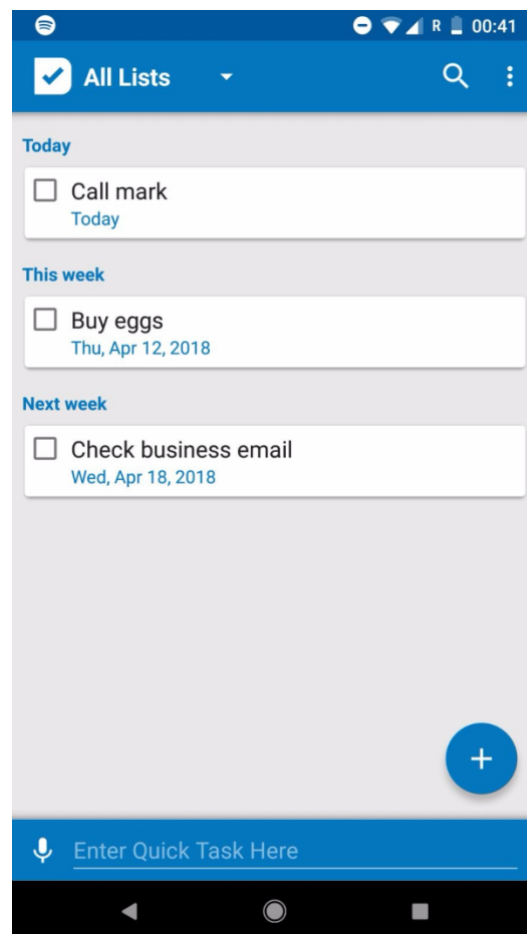 R 00:41
All Lists
Today
Call mark
Today
This week
Buy eggs
Thu, Apr 12, 2018
Next week
Check business email
Wed, Apr 18, 2018
Enter Quick Task Here